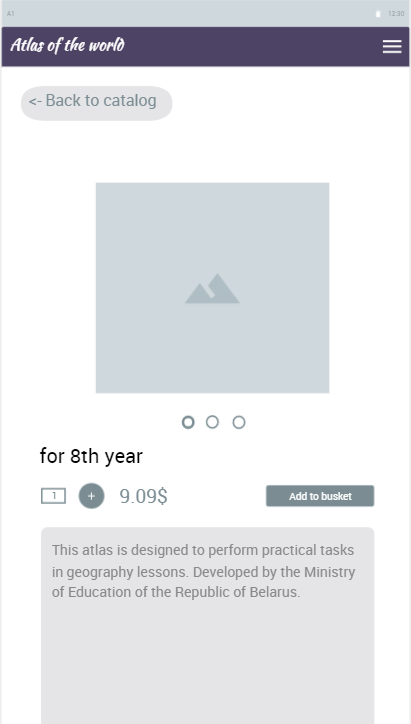 A1 12:30
Atlas of the world
<- Back to catalog
for 8th year
1 + 9.09$ Add to busket
This atlas is designed to perform practical tasks
in geography lessons. Developed by the Ministry
of Education of the Republic of Belarus.